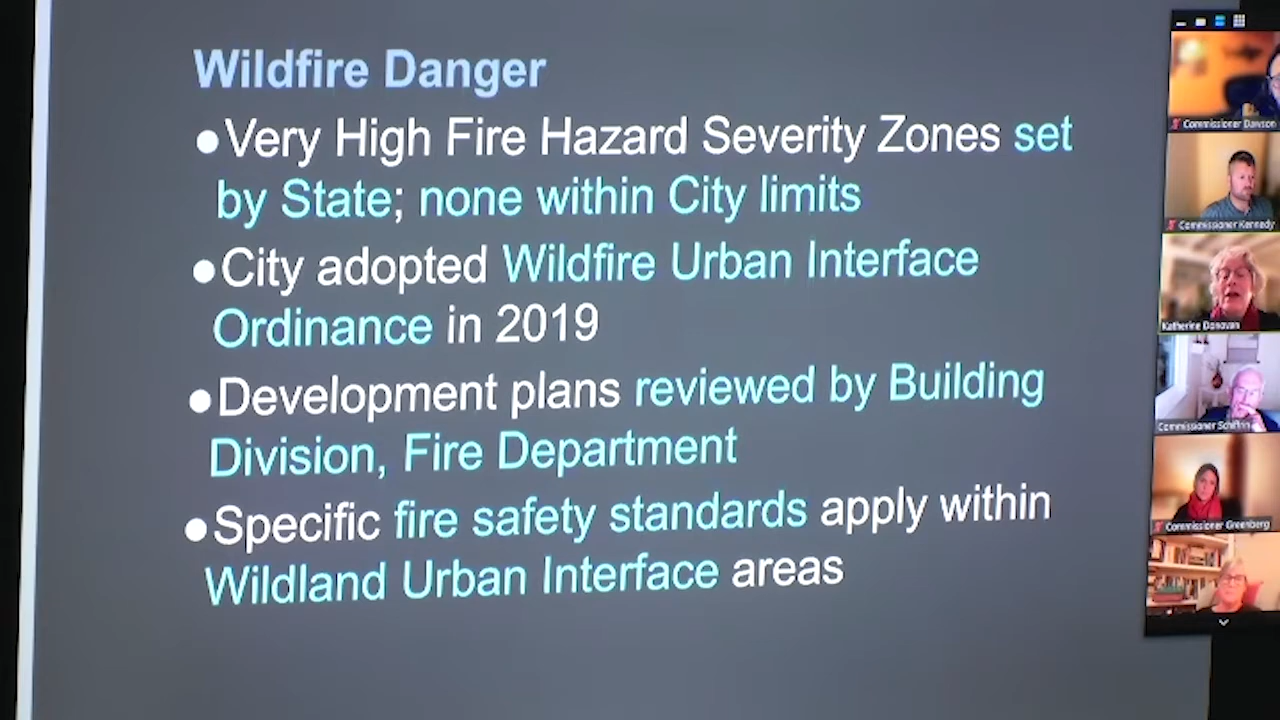 Wildfire Danger
●Very High Fire Hazard Severity Zones set
by State; none within City limits
●City adopted Wildfire Urban Interface
Ordinance in 2019
●Development plans reviewed by Building
Division, Fire Department
●Specific fire safety standards apply within
Wildland Urban Interface areas
Commissioner Dawson
Commissioner Kennedy
Katherine Donovan
Commissioner Schiffrin
Commissioner Greenberg